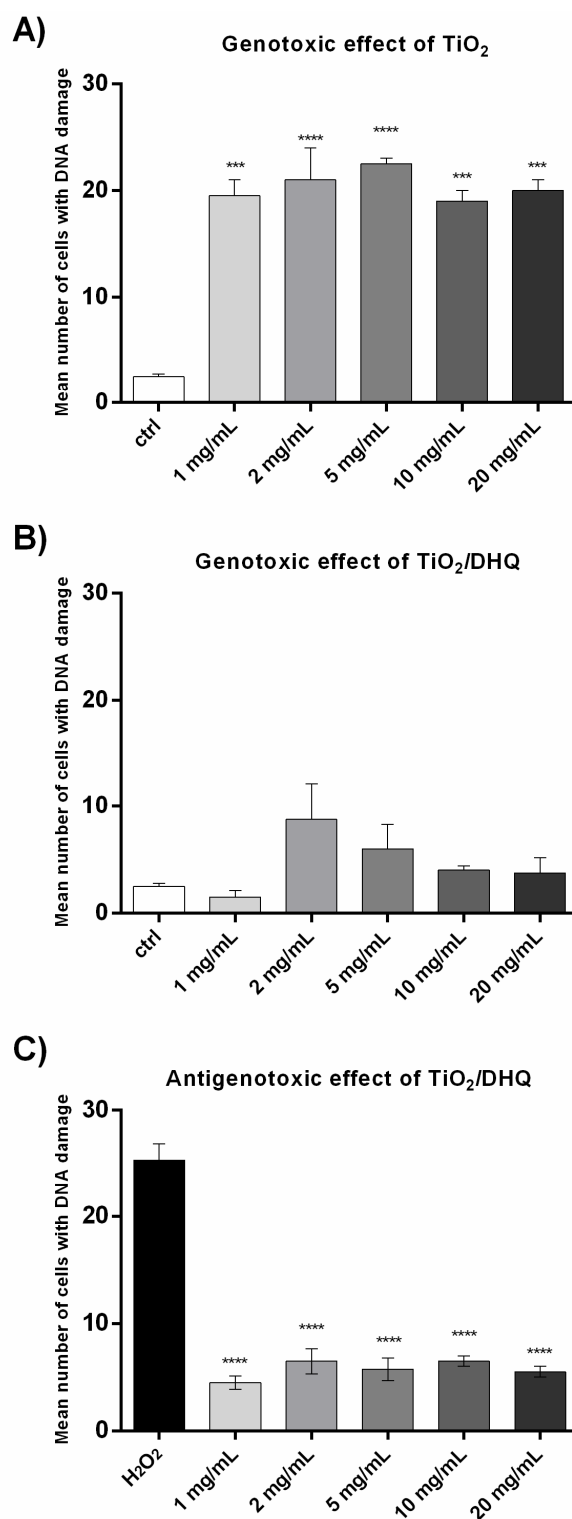 A)
Genotoxic effect of TiO₂
Mean number of cells with DNA damage
30
20
10
0
***
****
****
***
***
ctrl
1 mg/mL
2 mg/mL
5 mg/mL
10 mg/mL
20 mg/mL
B)
Genotoxic effect of TiO₂/DHQ
Mean number of cells with DNA damage
30
20
10
0
ctrl
1 mg/mL
2 mg/mL
5 mg/mL
10 mg/mL
20 mg/mL
C)
Antigenotoxic effect of TiO₂/DHQ
Mean number of cells with DNA damage
30
20
10
0
****
****
****
****
****
H₂O₂
1 mg/mL
2 mg/mL
5 mg/mL
10 mg/mL
20 mg/mL